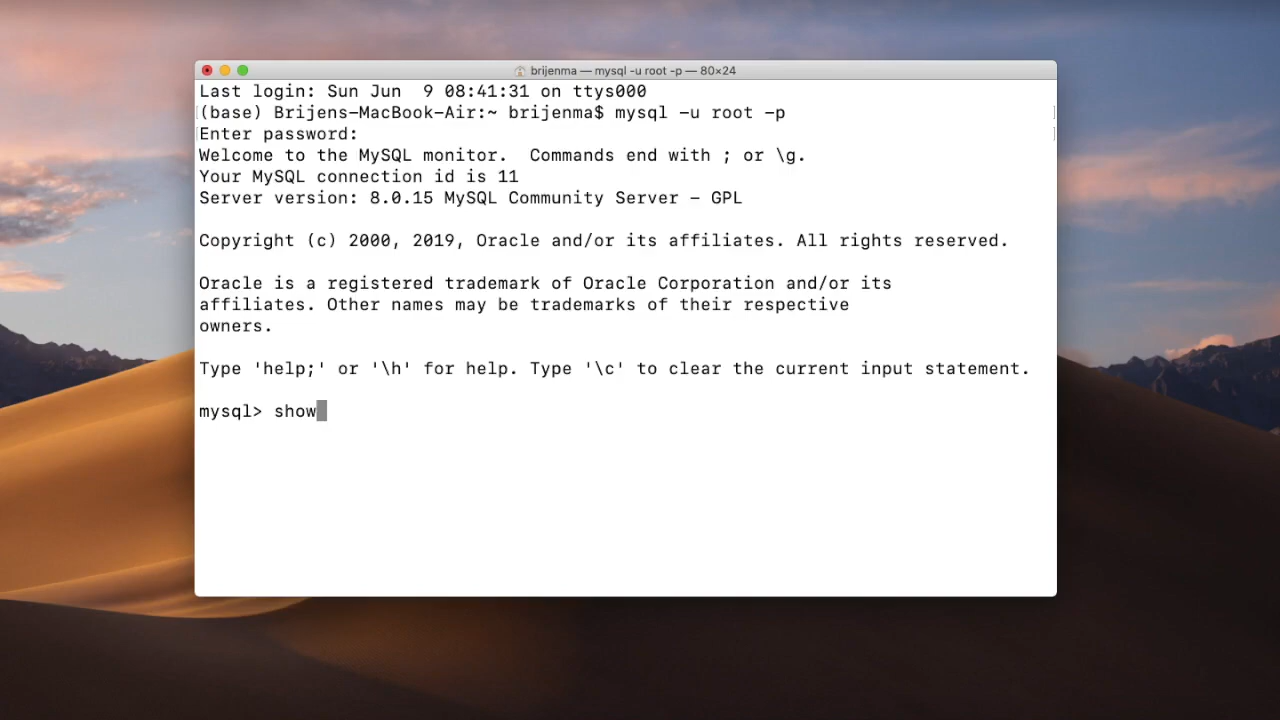 brijenma — mysql -u root -p — 80×24
Last login: Sun Jun  9 08:41:31 on ttys000
(base) Brijens-MacBook-Air:~ brijenma$ mysql -u root -p
Enter password:
Welcome to the MySQL monitor.  Commands end with ; or \g.
Your MySQL connection id is 11
Server version: 8.0.15 MySQL Community Server - GPL
Copyright (c) 2000, 2019, Oracle and/or its affiliates. All rights reserved.
Oracle is a registered trademark of Oracle Corporation and/or its
affiliates. Other names may be trademarks of their respective
owners.
Type 'help;' or '\h' for help. Type '\c' to clear the current input statement.
mysql> show